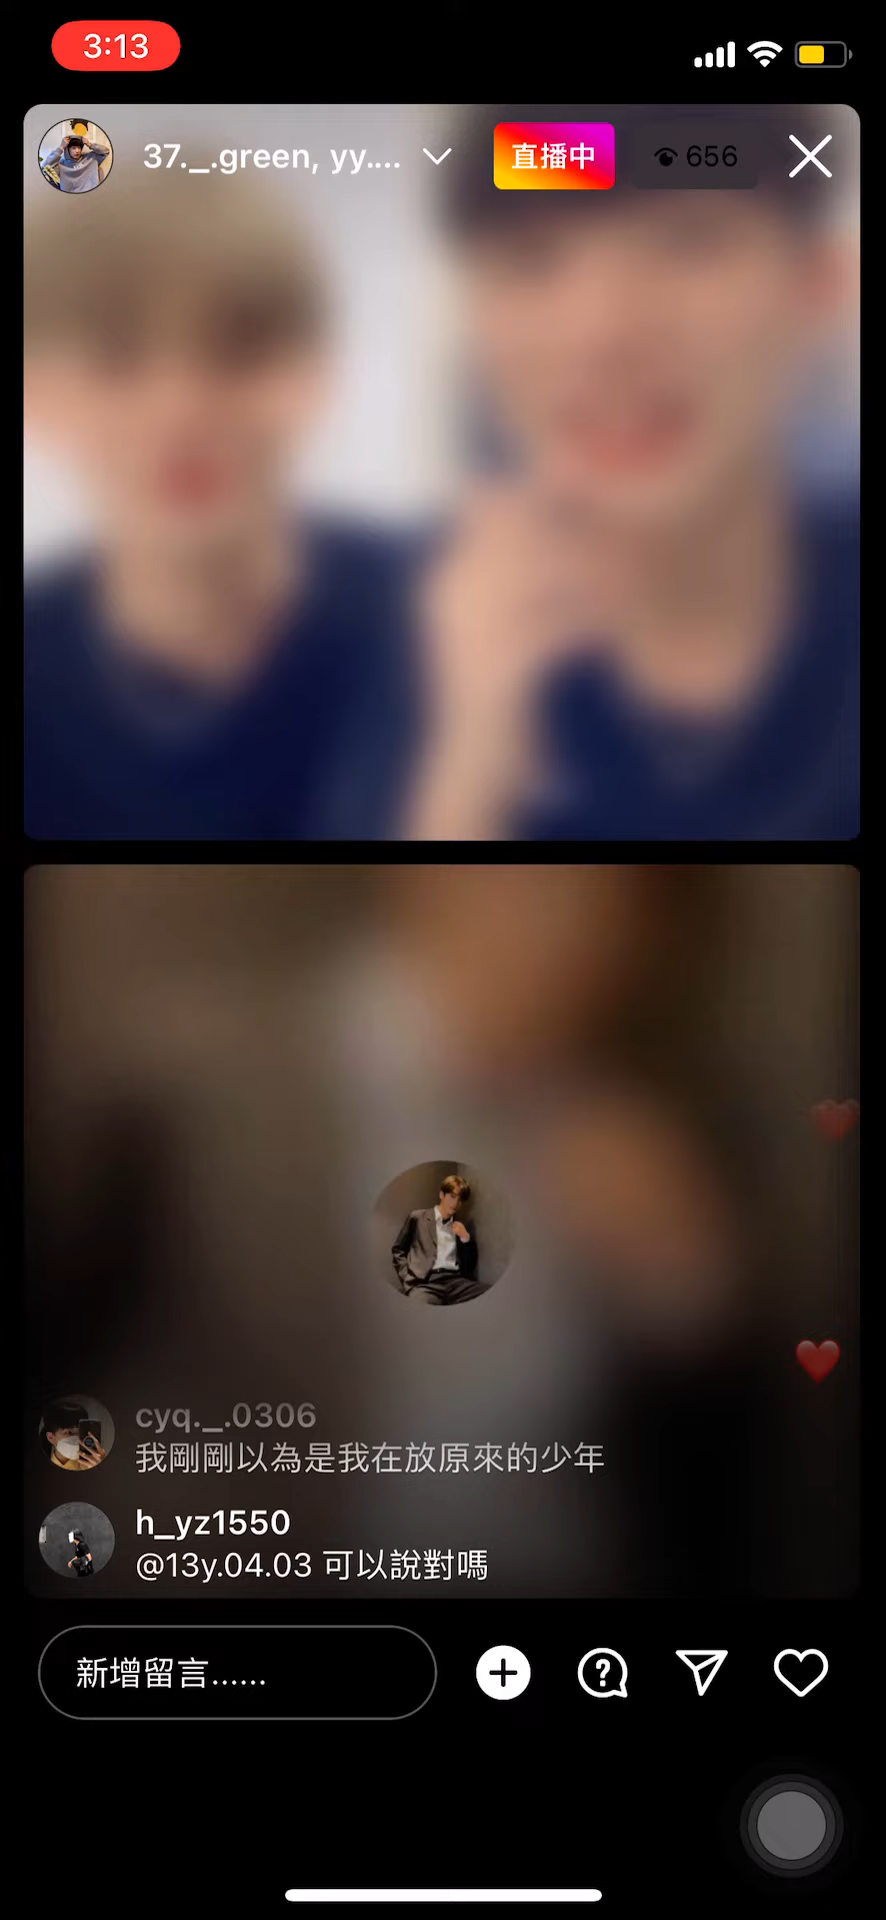 3:13
37._.green, yy....
直播中
656
cyq._.0306
我剛剛以為是我在放原來的少年
h_yz1550
@13y.04.03 可以說對嗎
新增留言......